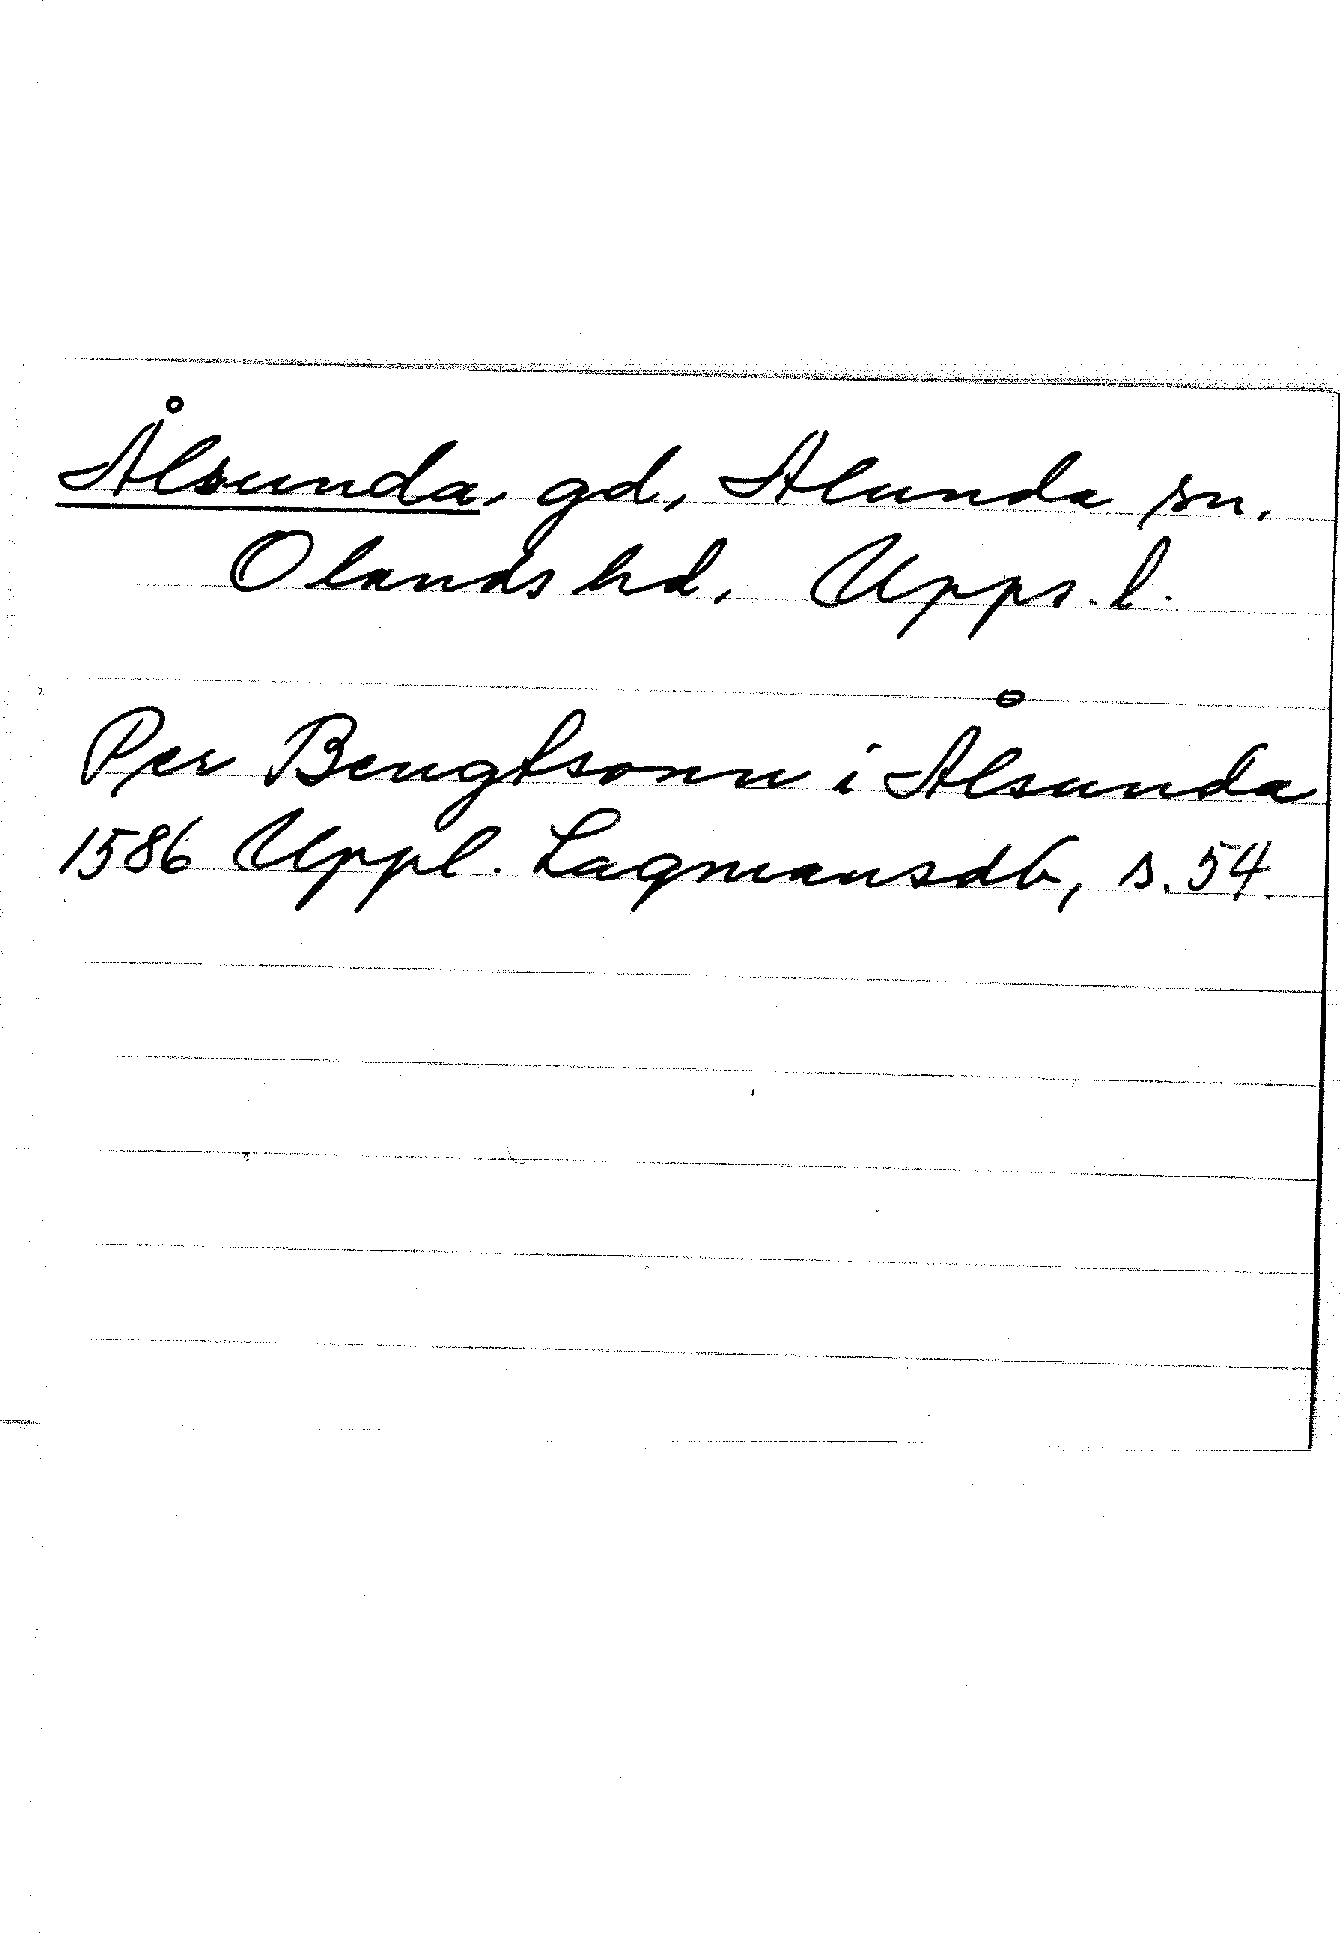 Ålsunda, gd, Alunda sn.
Olands hd. Upps. l.
Per Bengtsonn i Ålsunda
1586 Uppl. Lagmansdb, s. 54